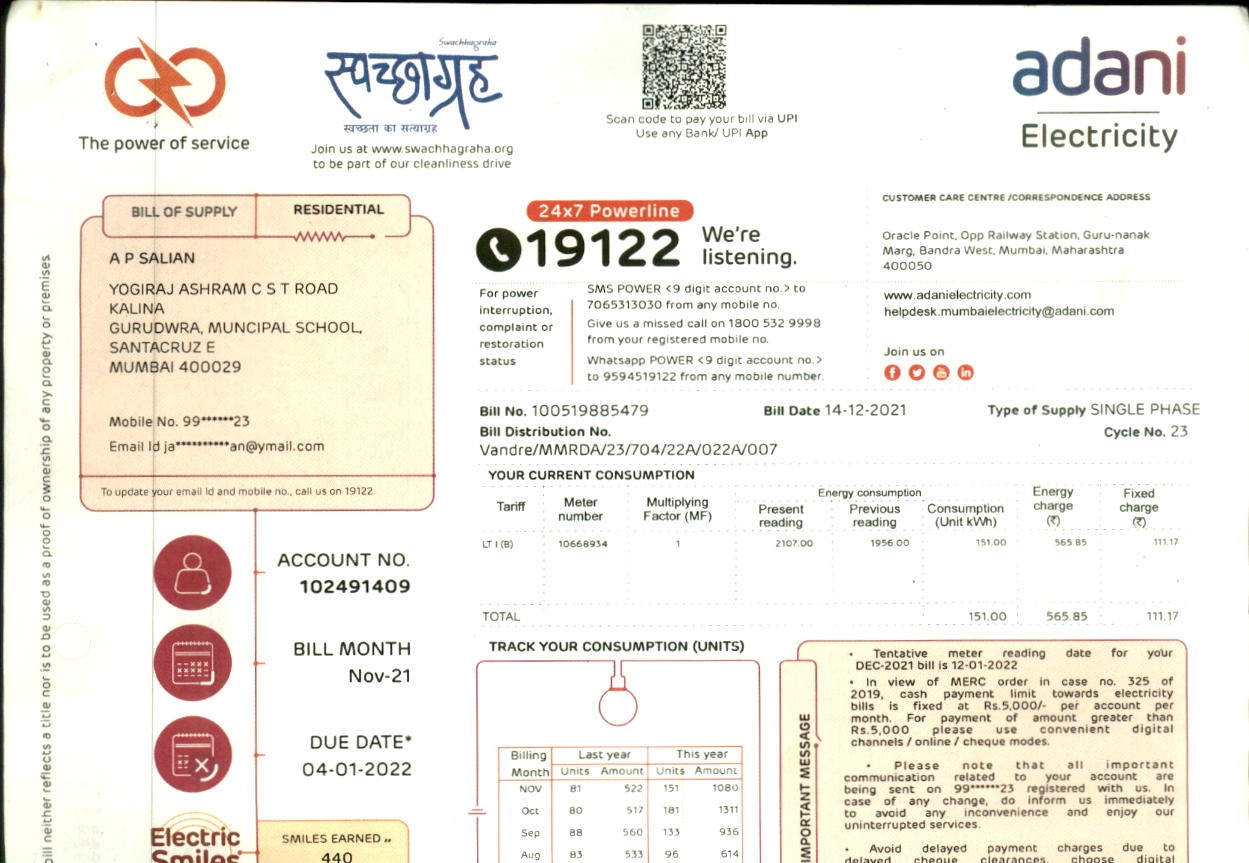 The power of service
Swachhagraha
स्वच्छाग्रह
स्वच्छता का सत्याग्रह
Join us at www.swachhagraha.org
to be part of our cleanliness drive
Scan code to pay your bill via UPI
Use any Bank/ UPI App
adani
Electricity
bill neither reflects a title nor is to be used as a proof of ownership of any property or premises.
BILL OF SUPPLY
RESIDENTIAL
A P SALIAN
YOGIRAJ ASHRAM C S T ROAD
KALINA
GURUDWRA, MUNCIPAL SCHOOL,
SANTACRUZ E
MUMBAI 400029
Mobile No. 99******23
Email Id ja**********an@ymail.com
To update your email Id and mobile no., call us on 19122.
24x7 Powerline
19122
We're
listening.
For power
interruption,
complaint or
restoration
status
SMS POWER <9 digit account no.> to
7065313030 from any mobile no.
Give us a missed call on 1800 532 9998
from your registered mobile no.
Whatsapp POWER <9 digit account no.>
to 9594519122 from any mobile number.
CUSTOMER CARE CENTRE /CORRESPONDENCE ADDRESS
Oracle Point, Opp Railway Station, Guru-nanak
Marg, Bandra West, Mumbai, Maharashtra
400050
www.adanielectricity.com
helpdesk.mumbaielectricity@adani.com
Join us on
Bill No. 100519885479 Bill Date 14-12-2021 Type of Supply SINGLE PHASE
Bill Distribution No. Cycle No. 23
Vandre/MMRDA/23/704/22A/022A/007
YOUR CURRENT CONSUMPTION
Tariff
Meter
number
Multiplying
Factor (MF)
Energy consumption
Present
reading
Previous
reading
Consumption
(Unit kWh)
Energy
charge
(₹)
Fixed
charge
(₹)
LT I (B) 10668934 1 2107.00 1956.00 151.00 565.85 111.17
TOTAL 151.00 565.85 111.17
ACCOUNT NO.
102491409
BILL MONTH
Nov-21
DUE DATE*
04-01-2022
Electric
Smiles
SMILES EARNED
440
TRACK YOUR CONSUMPTION (UNITS)
Billing Last year This year
Month Units Amount Units Amount
NOV 81 522 151 1080
Oct 80 517 181 1311
Sep 88 560 133 936
Aug 83 533 96 614
IMPORTANT MESSAGE
• Tentative meter reading date for your
DEC-2021 bill is 12-01-2022
• In view of MERC order in case no. 325 of
2019, cash payment limit towards electricity
bills is fixed at Rs.5,000/- per account per
month. For payment of amount greater than
Rs.5,000 please use convenient digital
channels / online / cheque modes.
• Please note that all important
communication related to your account are
being sent on 99******23 registered with us. In
case of any change, do inform us immediately
to avoid any inconvenience and enjoy our
uninterrupted services.
• Avoid delayed payment charges due to
delayed cheque clearances, choose digital